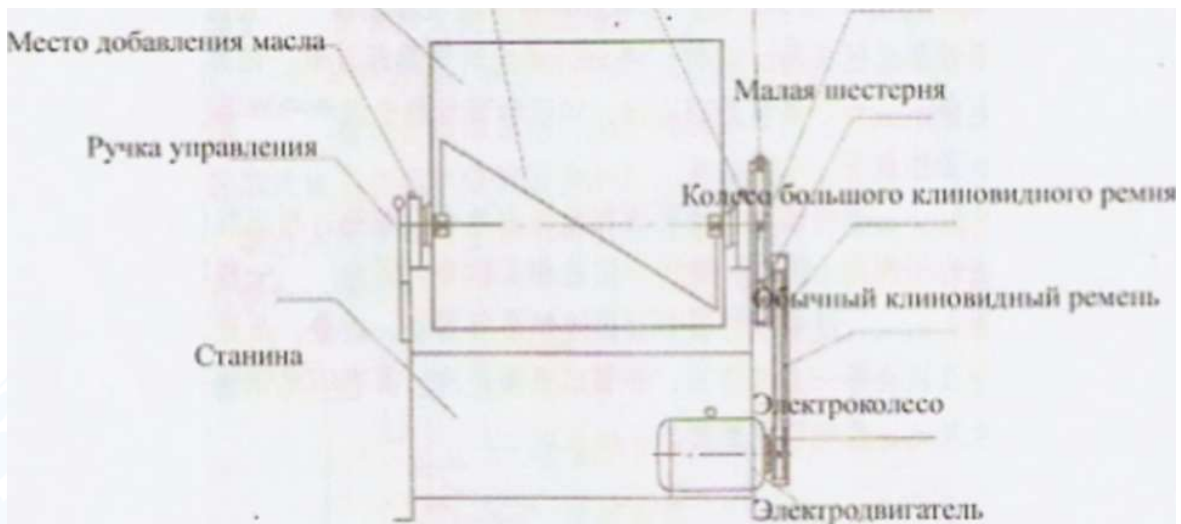 Место добавления масла
Малая шестерня
Ручка управления
Колесо большого клиновидного ремня
Обычный клиновидный ремень
Станина
Электроколесо
Электродвигатель